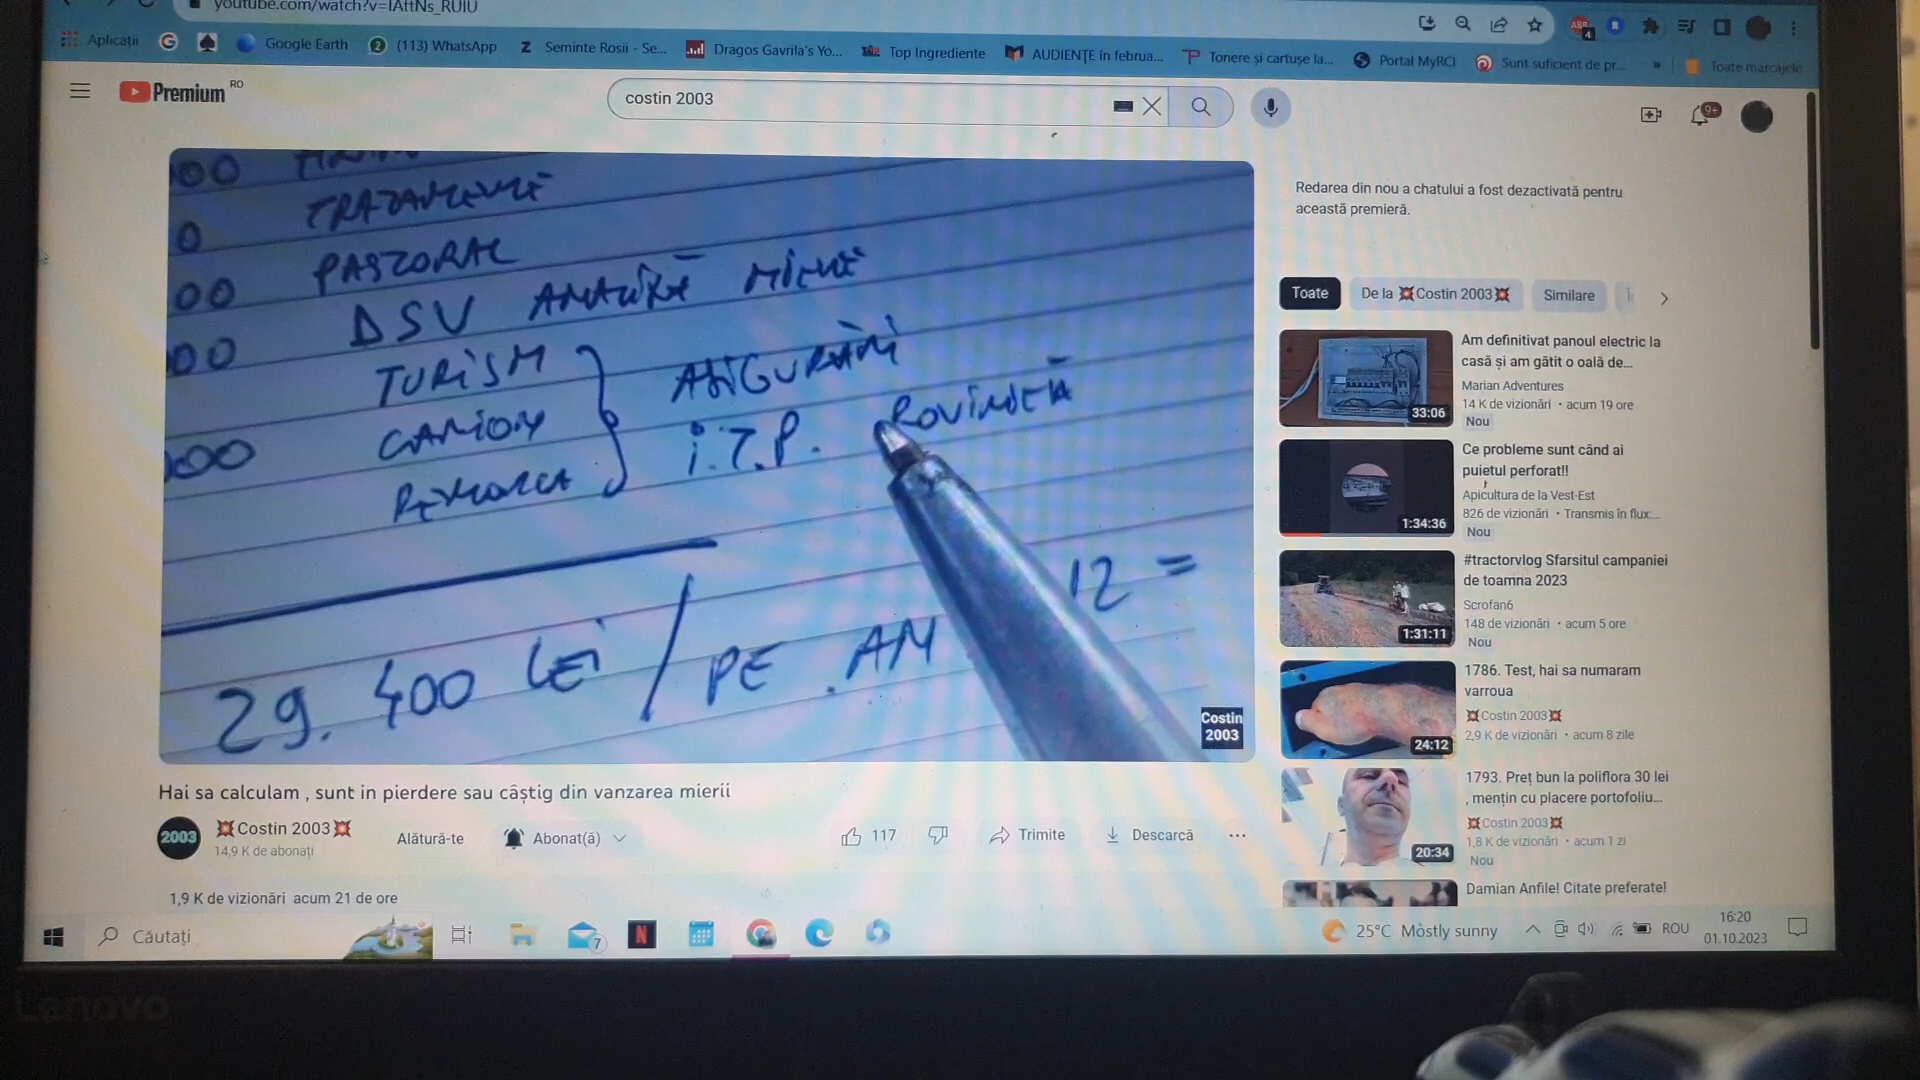 youtube.com/watch?v=IAttNs_RUIU
Aplicații
Google Earth
(113) WhatsApp
Seminte Rosii - Se...
Dragos Gavrila's Yo...
Top Ingrediente
AUDIENȚE în februa...
Tonere și cartușe la...
Portal MyRCI
Sunt suficient de pr...
»
Toate marcajele
Premium RO
costin 2003
9+
00
0 TRATAMENTE
00 PASTORAL
00 DSV ANALIZĂ MIERE
TURISM ASIGURĂRI
00 CAMION I.T.P. ROVINIETĂ
REMORCA
29.400 LEI / PE .AN 12 =
Costin
2003
Redarea din nou a chatului a fost dezactivată pentru
această premieră.
Toate
De la 💥Costin 2003💥
Similare
Am definitivat panoul electric la
casă și am gătit o oală de...
Marian Adventures
14 K de vizionări • acum 19 ore
Nou
33:06
Ce probleme sunt când ai
puietul perforat!!
Apicultura de la Vest-Est
826 de vizionări • Transmis în flux...
Nou
1:34:36
#tractorvlog Sfarsitul campaniei
de toamna 2023
Scrofan6
148 de vizionări • acum 5 ore
Nou
1:31:11
1786. Test, hai sa numaram
varroua
💥Costin 2003💥
2,9 K de vizionări • acum 8 zile
24:12
1793. Preț bun la poliflora 30 lei
, mențin cu placere portofoliu...
💥Costin 2003💥
1,8 K de vizionări • acum 1 zi
Nou
20:34
Damian Anfile! Citate preferate!
Hai sa calculam , sunt in pierdere sau câștig din vanzarea mierii
2003
💥Costin 2003💥
14,9 K de abonați
Alătură-te
Abonat(ă)
117
Trimite
Descarcă
1,9 K de vizionări acum 21 de ore
Căutați
7
25°C Mostly sunny
ROU
16:20
01.10.2023
Lenovo